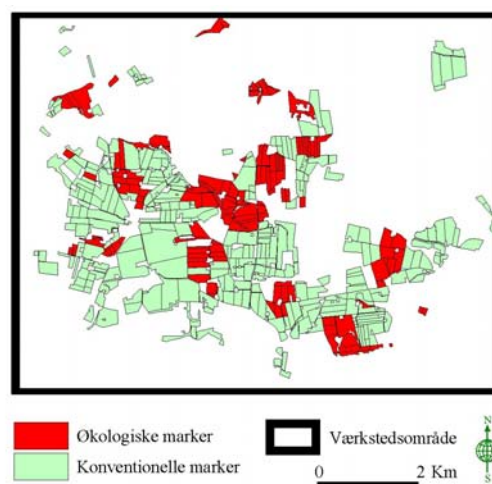 Økologiske marker
Konventionelle marker
Værkstedsområde
0 2 Km
N
S